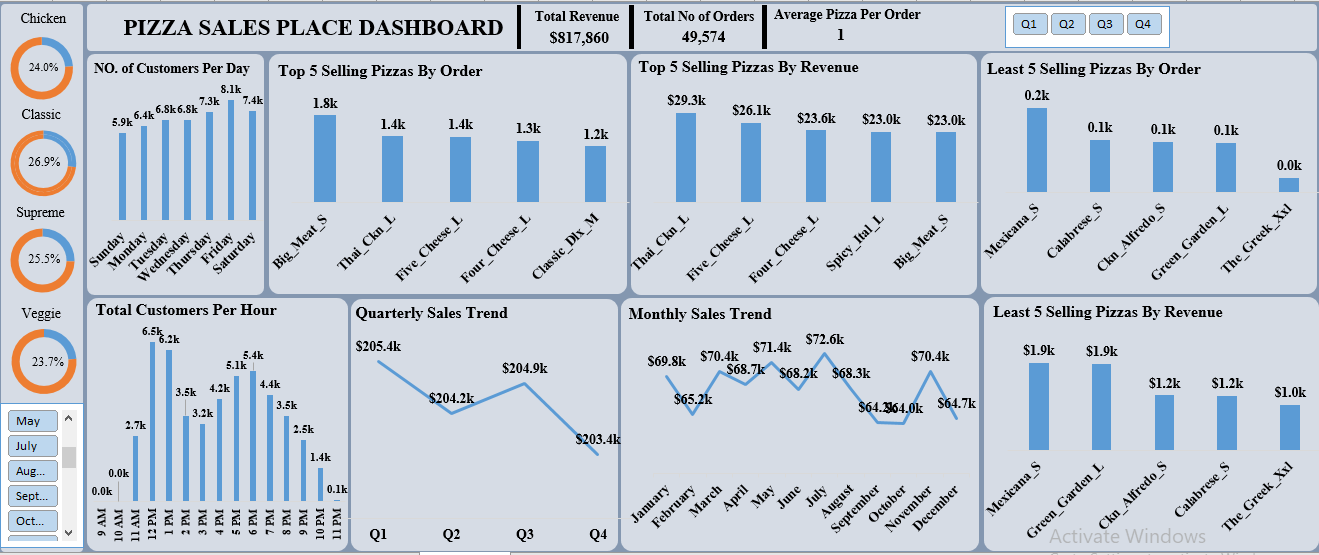 PIZZA SALES PLACE DASHBOARD
Total Revenue
$817,860
Total No of Orders
49,574
Average Pizza Per Order
1
Q1
Q2
Q3
Q4
Chicken
24.0%
Classic
26.9%
Supreme
25.5%
Veggie
23.7%
May
July
Aug...
Sept...
Oct...
NO. of Customers Per Day
5.9k
6.4k
6.8k
6.8k
7.3k
8.1k
7.4k
Sunday
Monday
Tuesday
Wednesday
Thursday
Friday
Saturday
Top 5 Selling Pizzas By Order
1.8k
1.4k
1.4k
1.3k
1.2k
Big_Meat_S
Thai_Ckn_L
Five_Cheese_L
Four_Cheese_L
Classic_Dlx_M
Top 5 Selling Pizzas By Revenue
$29.3k
$26.1k
$23.6k
$23.0k
$23.0k
Thai_Ckn_L
Five_Cheese_L
Four_Cheese_L
Spicy_Ital_L
Big_Meat_S
Least 5 Selling Pizzas By Order
0.2k
0.1k
0.1k
0.1k
0.0k
Mexicana_S
Calabrese_S
Ckn_Alfredo_S
Green_Garden_L
The_Greek_Xxl
Total Customers Per Hour
0.0k
0.0k
2.7k
6.5k
6.2k
3.5k
3.2k
4.2k
5.1k
5.4k
4.4k
3.5k
2.5k
1.4k
0.1k
9 AM
10 AM
11 AM
12 PM
1 PM
2 PM
3 PM
4 PM
5 PM
6 PM
7 PM
8 PM
9 PM
10 PM
11 PM
Quarterly Sales Trend
$205.4k
$204.2k
$204.9k
$203.4k
Q1
Q2
Q3
Q4
Monthly Sales Trend
$69.8k
$65.2k
$70.4k
$68.7k
$71.4k
$68.2k
$72.6k
$68.3k
$64.2k
$64.0k
$70.4k
$64.7k
January
February
March
April
May
June
July
August
September
October
November
December
Least 5 Selling Pizzas By Revenue
$1.9k
$1.9k
$1.2k
$1.2k
$1.0k
Mexicana_S
Green_Garden_L
Ckn_Alfredo_S
Calabrese_S
The_Greek_Xxl
Activate Windows